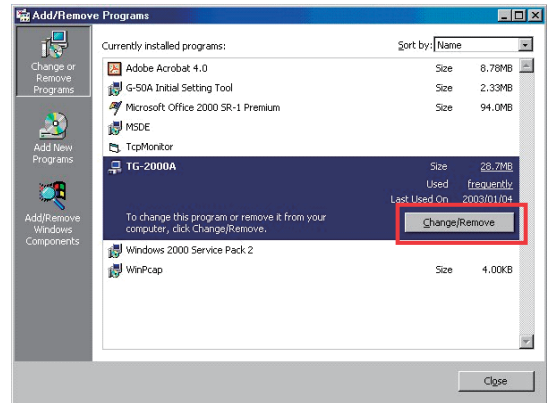 Add/Remove Programs
Currently installed programs:
Sort by: Name
Change or
Remove
Programs
Add New
Programs
Add/Remove
Windows
Components
Adobe Acrobat 4.0 Size 8.78MB
G-50A Initial Setting Tool Size 2.33MB
Microsoft Office 2000 SR-1 Premium Size 94.0MB
MSDE
TcpMonitor
TG-2000A Size 28.7MB
Used frequently
Last Used On 2003/01/04
To change this program or remove it from your
computer, click Change/Remove.
Change/Remove
Windows 2000 Service Pack 2
WinPcap Size 4.00KB
Close